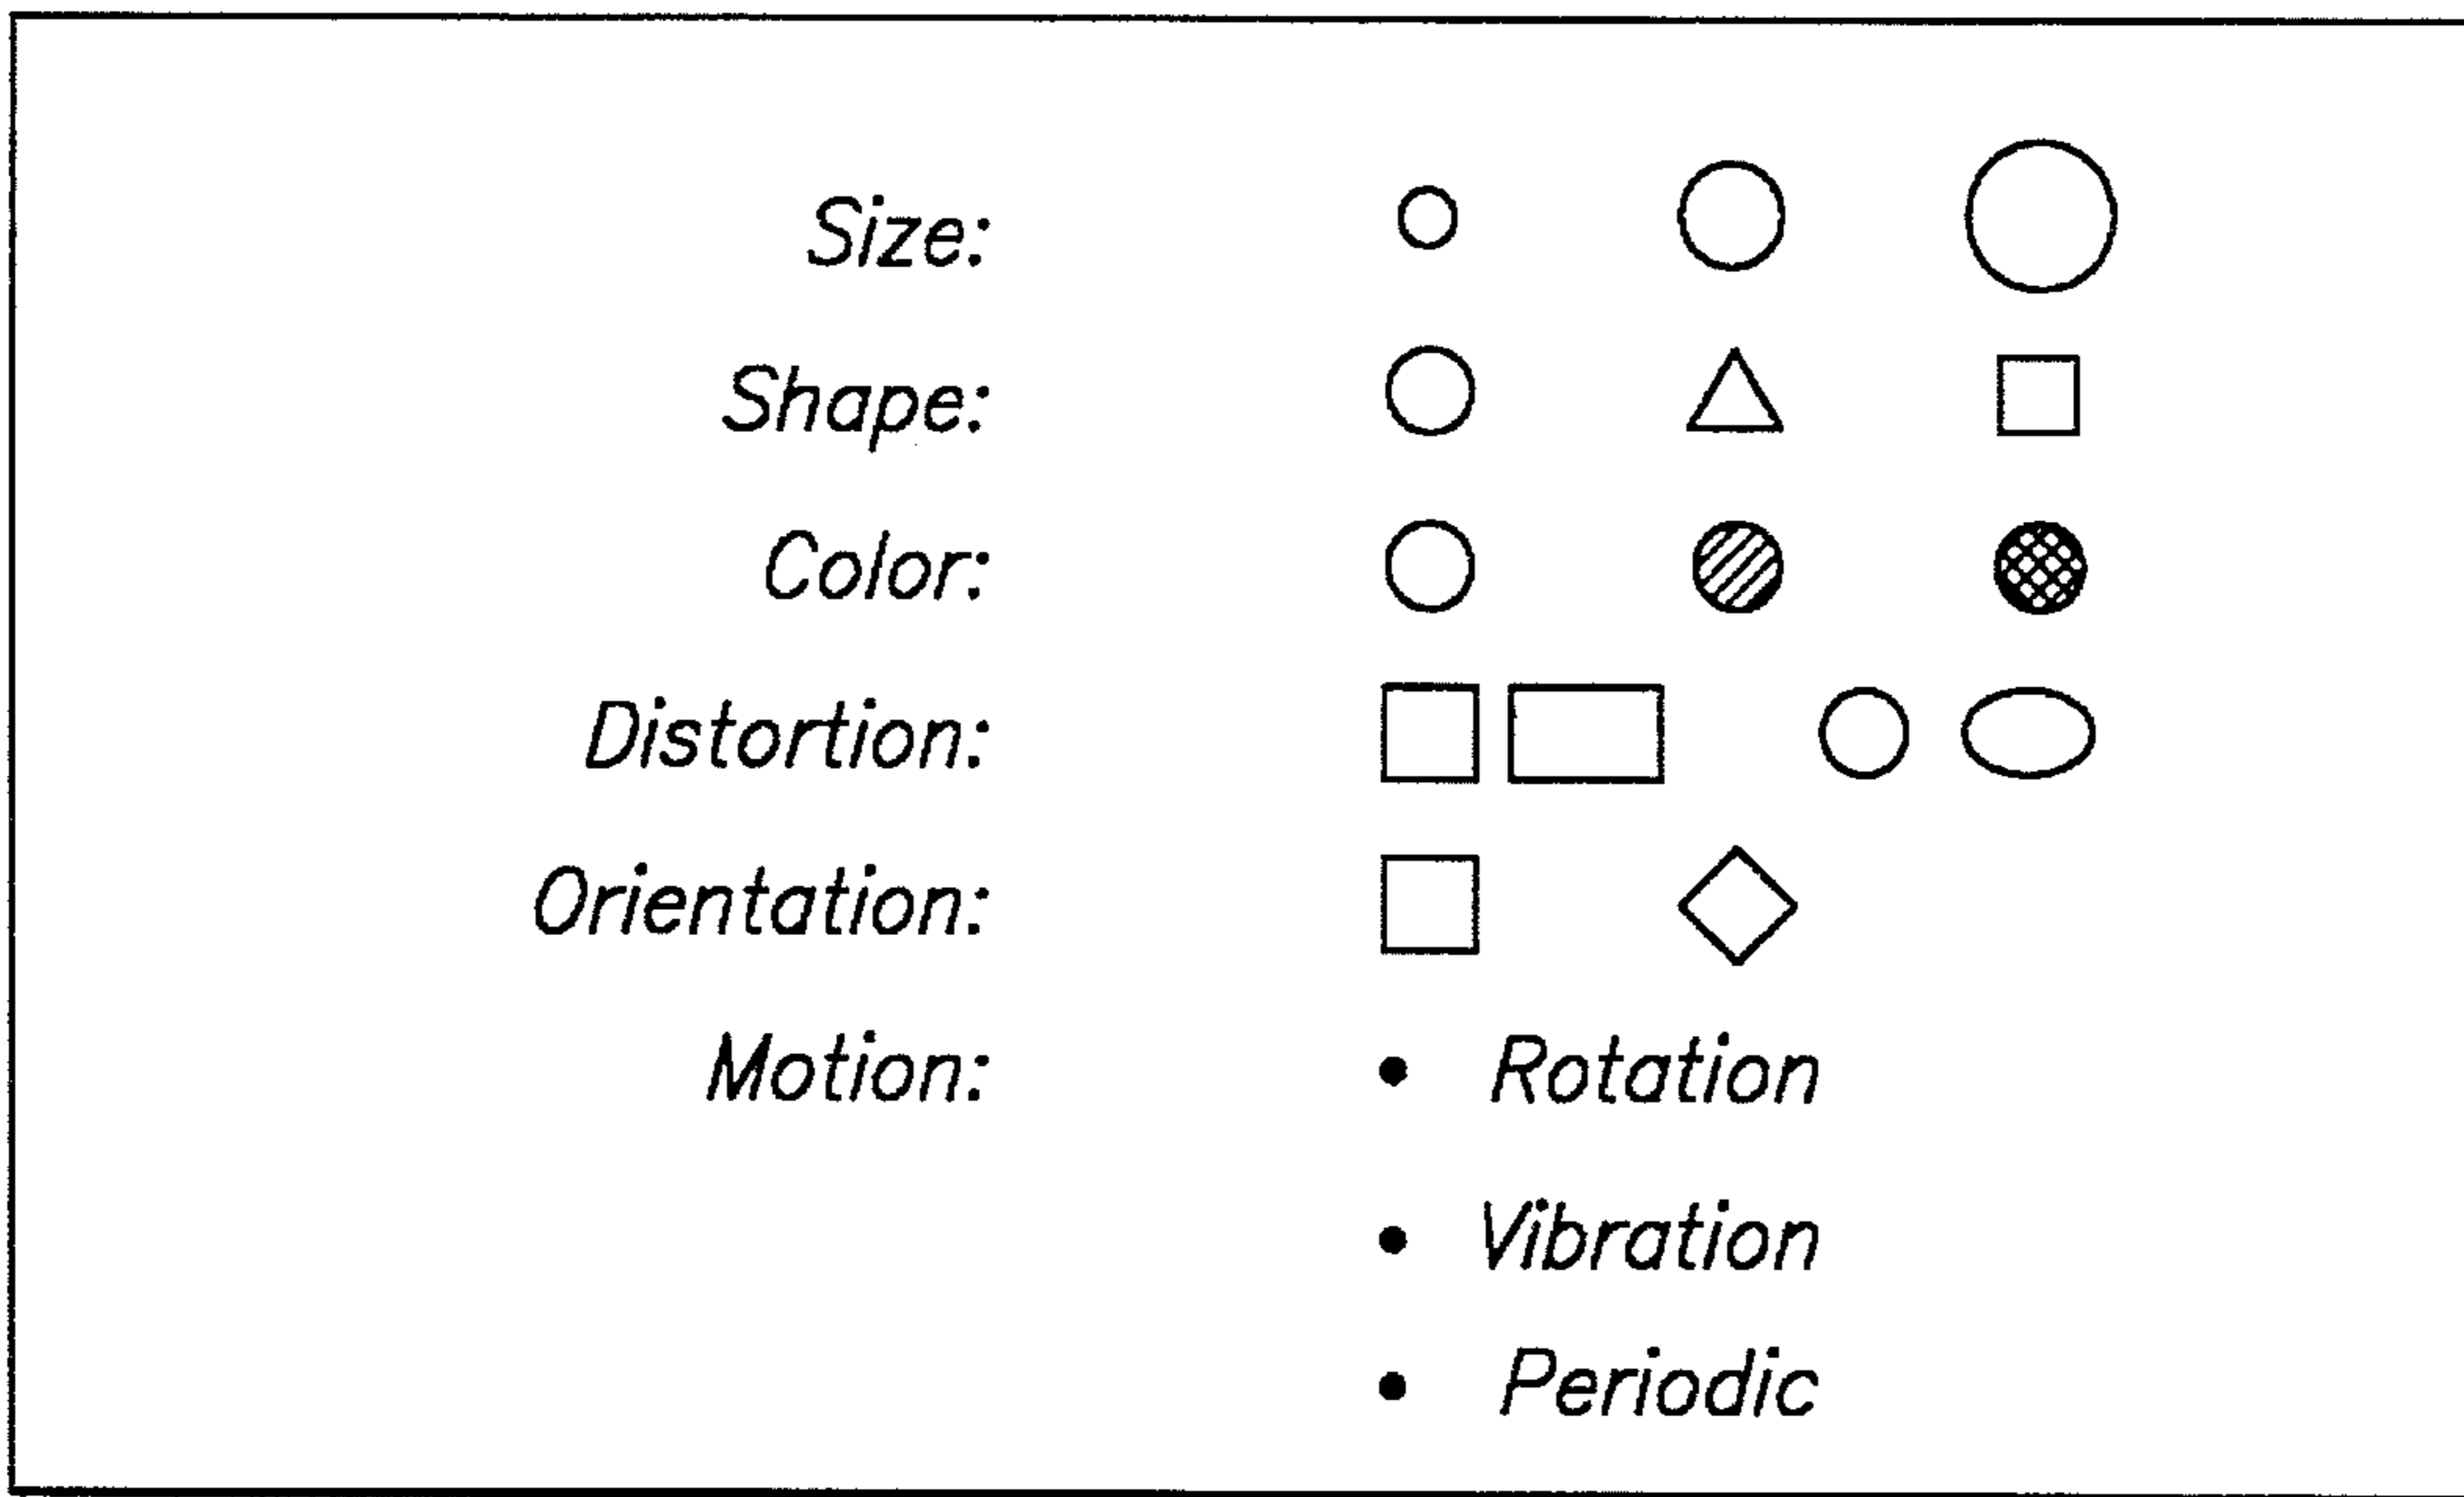 Size:
Shape:
Color:
Distortion:
Orientation:
Motion: • Rotation
• Vibration
• Periodic